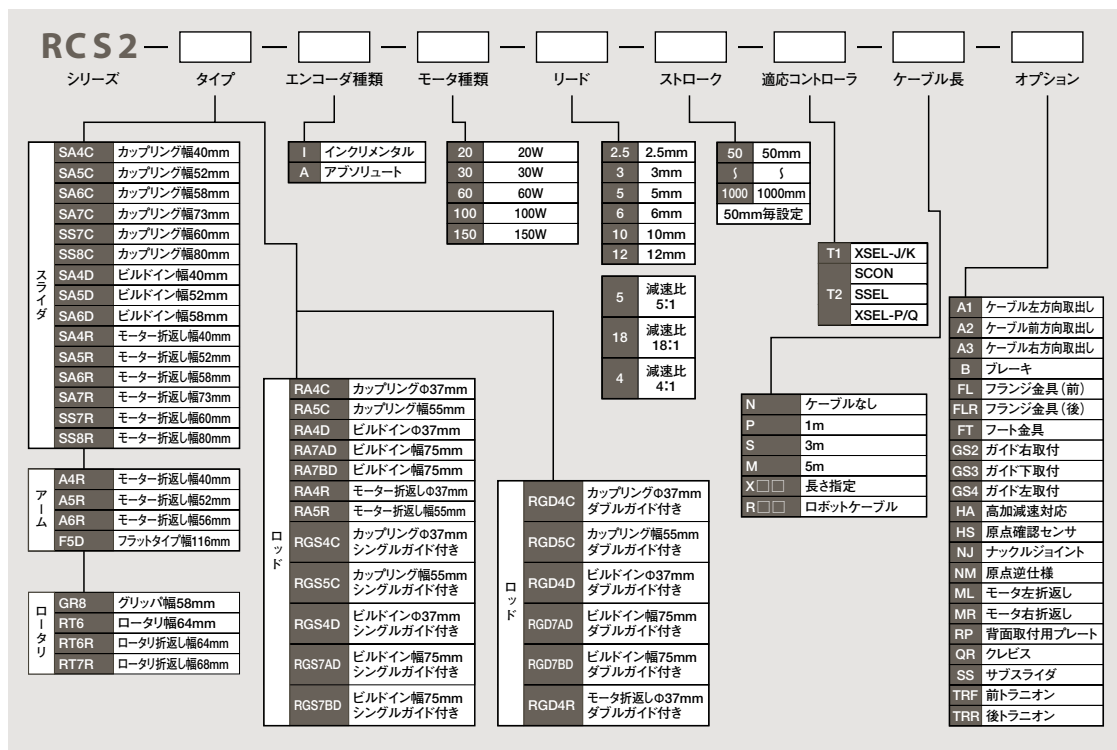 RCS2 — — — — — — — —
シリーズ タイプ エンコーダ種類 モータ種類 リード ストローク 適応コントローラ ケーブル長 オプション
スライダ
SA4C カップリング幅40mm
SA5C カップリング幅52mm
SA6C カップリング幅58mm
SA7C カップリング幅73mm
SS7C カップリング幅60mm
SS8C カップリング幅80mm
SA4D ビルドイン幅40mm
SA5D ビルドイン幅52mm
SA6D ビルドイン幅58mm
SA4R モーター折返し幅40mm
SA5R モーター折返し幅52mm
SA6R モーター折返し幅58mm
SA7R モーター折返し幅73mm
SS7R モーター折返し幅60mm
SS8R モーター折返し幅80mm
アーム
A4R モーター折返し幅40mm
A5R モーター折返し幅52mm
A6R モーター折返し幅56mm
F5D フラットタイプ幅116mm
ロータリ
GR8 グリッパ幅58mm
RT6 ロータリ幅64mm
RT6R ロータリ折返し幅64mm
RT7R ロータリ折返し幅68mm
ロッド
RA4C カップリングΦ37mm
RA5C カップリング幅55mm
RA4D ビルドインΦ37mm
RA7AD ビルドイン幅75mm
RA7BD ビルドイン幅75mm
RA4R モーター折返しΦ37mm
RA5R モーター折返し幅55mm
RGS4C カップリングΦ37mm
シングルガイド付き
RGS5C カップリング幅55mm
シングルガイド付き
RGS4D ビルドインΦ37mm
シングルガイド付き
RGS7AD ビルドイン幅75mm
シングルガイド付き
RGS7BD ビルドイン幅75mm
シングルガイド付き
ロッド
RGD4C カップリングΦ37mm
ダブルガイド付き
RGD5C カップリング幅55mm
ダブルガイド付き
RGD4D ビルドインΦ37mm
ダブルガイド付き
RGD7AD ビルドイン幅75mm
ダブルガイド付き
RGD7BD ビルドイン幅75mm
ダブルガイド付き
RGD4R モータ折返しΦ37mm
ダブルガイド付き
I インクリメンタル
A アブソリュート
20 20W
30 30W
60 60W
100 100W
150 150W
2.5 2.5mm
3 3mm
5 5mm
6 6mm
10 10mm
12 12mm
5 減速比
5:1
18 減速比
18:1
4 減速比
4:1
50 50mm
〜 〜
1000 1000mm
50mm毎設定
T1 XSEL-J/K
T2 SCON
SSEL
XSEL-P/Q
N ケーブルなし
P 1m
S 3m
M 5m
X□□ 長さ指定
R□□ ロボットケーブル
A1 ケーブル左方向取出し
A2 ケーブル前方向取出し
A3 ケーブル右方向取出し
B ブレーキ
FL フランジ金具(前)
FLR フランジ金具(後)
FT フート金具
GS2 ガイド右取付
GS3 ガイド下取付
GS4 ガイド左取付
HA 高加減速対応
HS 原点確認センサ
NJ ナックルジョイント
NM 原点逆仕様
ML モータ左折返し
MR モータ右折返し
RP 背面取付用プレート
QR クレビス
SS サブスライダ
TRF 前トラニオン
TRR 後トラニオン